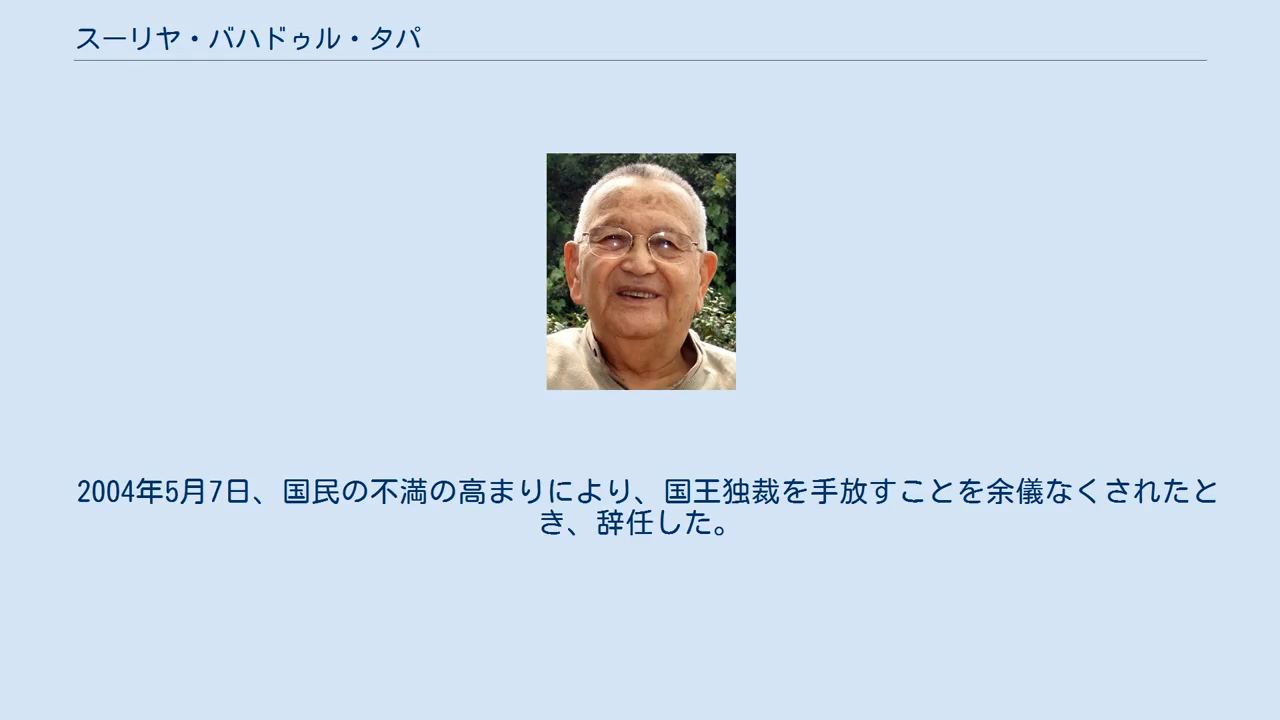 スーリヤ・バハドゥル・タパ
2004年5月7日、国民の不満の高まりにより、国王独裁を手放すことを余儀なくされたと
き、辞任した。